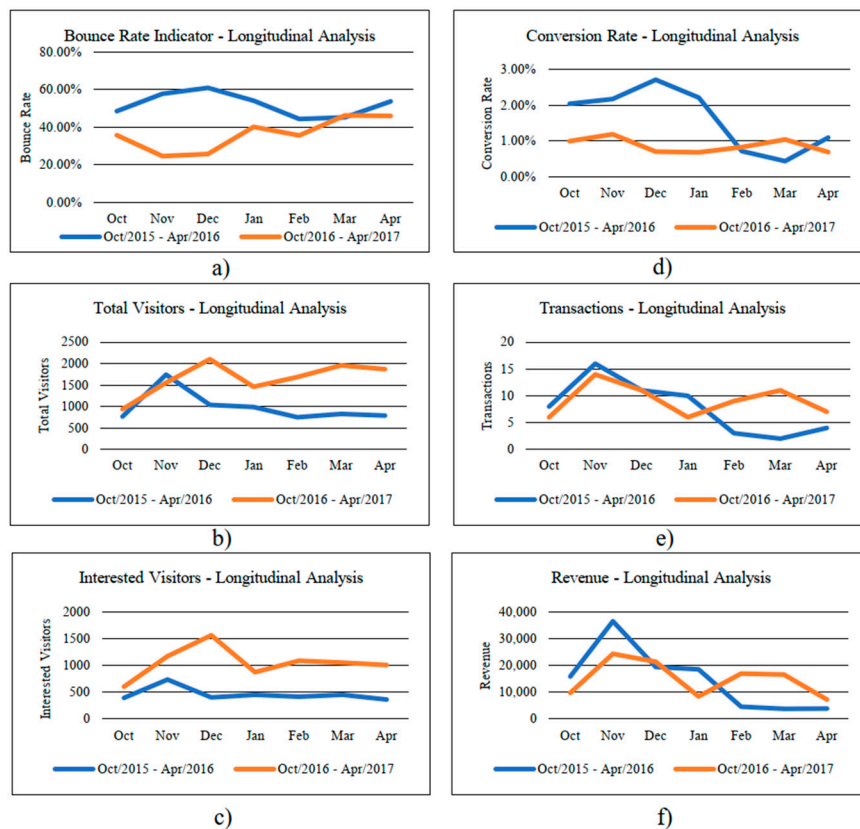 Bounce Rate Indicator - Longitudinal Analysis
80.00%
60.00%
40.00%
20.00%
0.00%
Bounce Rate
Oct Nov Dec Jan Feb Mar Apr
Oct/2015 - Apr/2016 Oct/2016 - Apr/2017
a)
Conversion Rate - Longitudinal Analysis
3.00%
2.00%
1.00%
0.00%
Conversion Rate
Oct Nov Dec Jan Feb Mar Apr
Oct/2015 - Apr/2016 Oct/2016 - Apr/2017
d)
Total Visitors - Longitudinal Analysis
2500
2000
1500
1000
500
0
Total Visitors
Oct Nov Dec Jan Feb Mar Apr
Oct/2015 - Apr/2016 Oct/2016 - Apr/2017
b)
Transactions - Longitudinal Analysis
20
15
10
5
0
Transactions
Oct Nov Dec Jan Feb Mar Apr
Oct/2015 - Apr/2016 Oct/2016 - Apr/2017
e)
Interested Visitors - Longitudinal Analysis
2000
1500
1000
500
0
Interested Visitors
Oct Nov Dec Jan Feb Mar Apr
Oct/2015 - Apr/2016 Oct/2016 - Apr/2017
c)
Revenue - Longitudinal Analysis
40,000
30,000
20,000
10,000
0
Revenue
Oct Nov Dec Jan Feb Mar Apr
Oct/2015 - Apr/2016 Oct/2016 - Apr/2017
f)